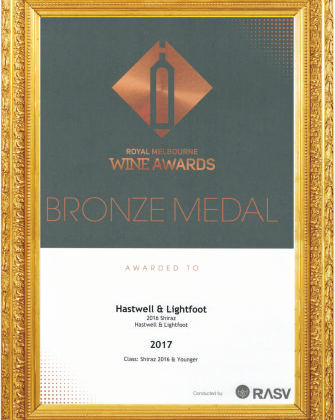 ROYAL MELBOURNE
WINE AWARDS
BRONZE MEDAL
AWARDED TO
Hastwell & Lightfoot
2016 Shiraz
Hastwell & Lightfoot
2017
Class: Shiraz 2016 & Younger
Conducted by
RASV